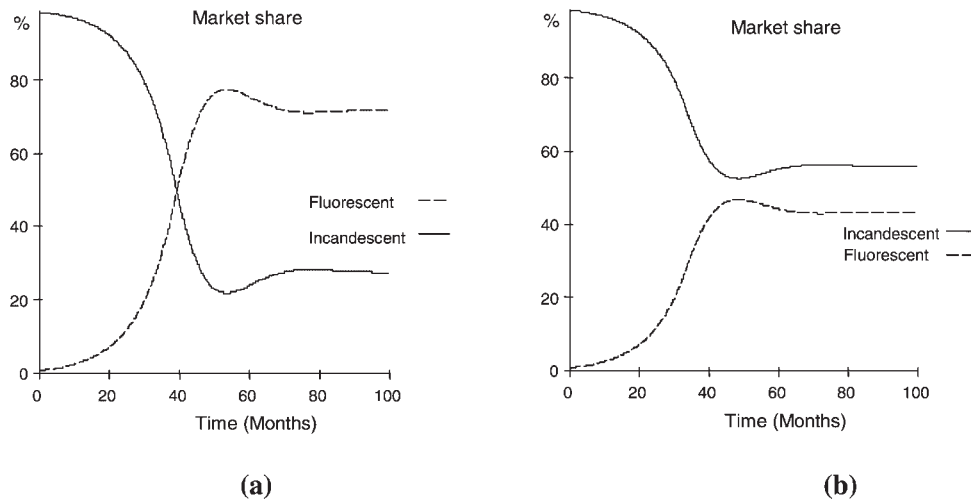 %
Market share
80
60
40
20
0
0 20 40 60 80 100
Time (Months)
Fluorescent
Incandescent
(a)
%
Market share
80
60
40
20
0
0 20 40 60 80 100
Time (Months)
Incandescent
Fluorescent
(b)